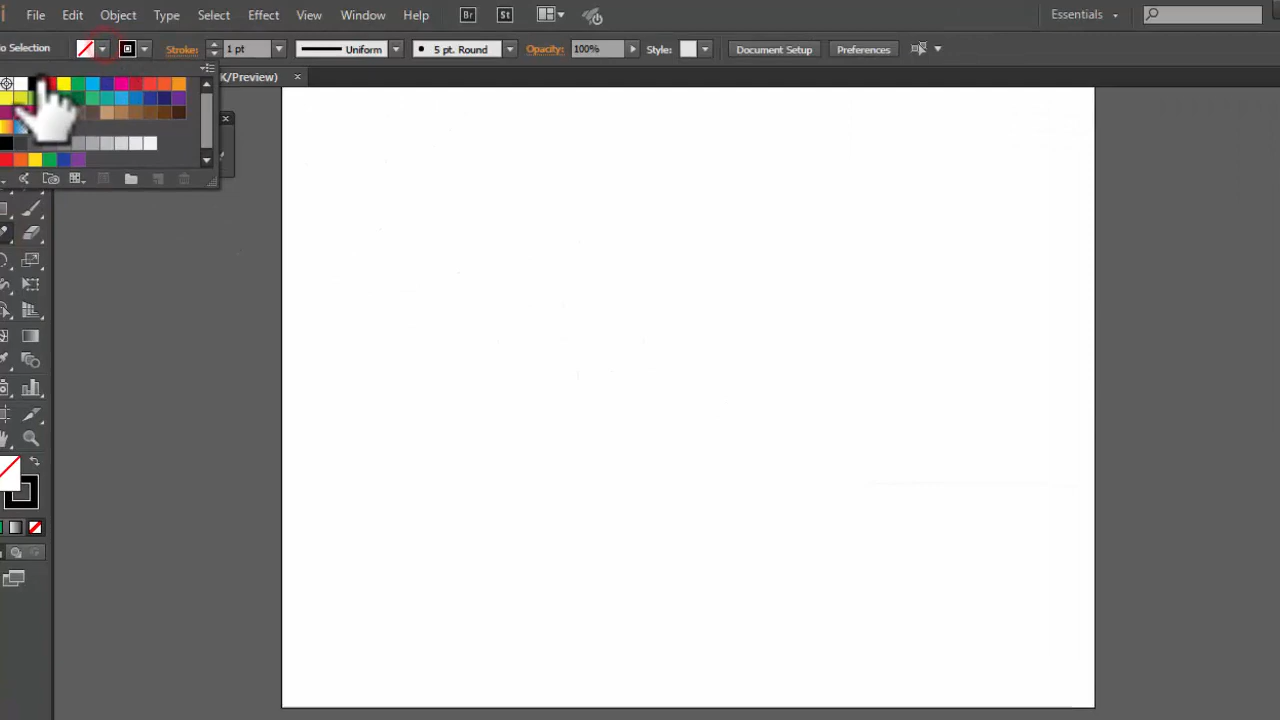 File Edit Object Type Select Effect View Window Help Br St Essentials
o Selection Stroke: 1 pt Uniform 5 pt. Round Opacity: 100% Style: Document Setup Preferences
K/Preview) ×